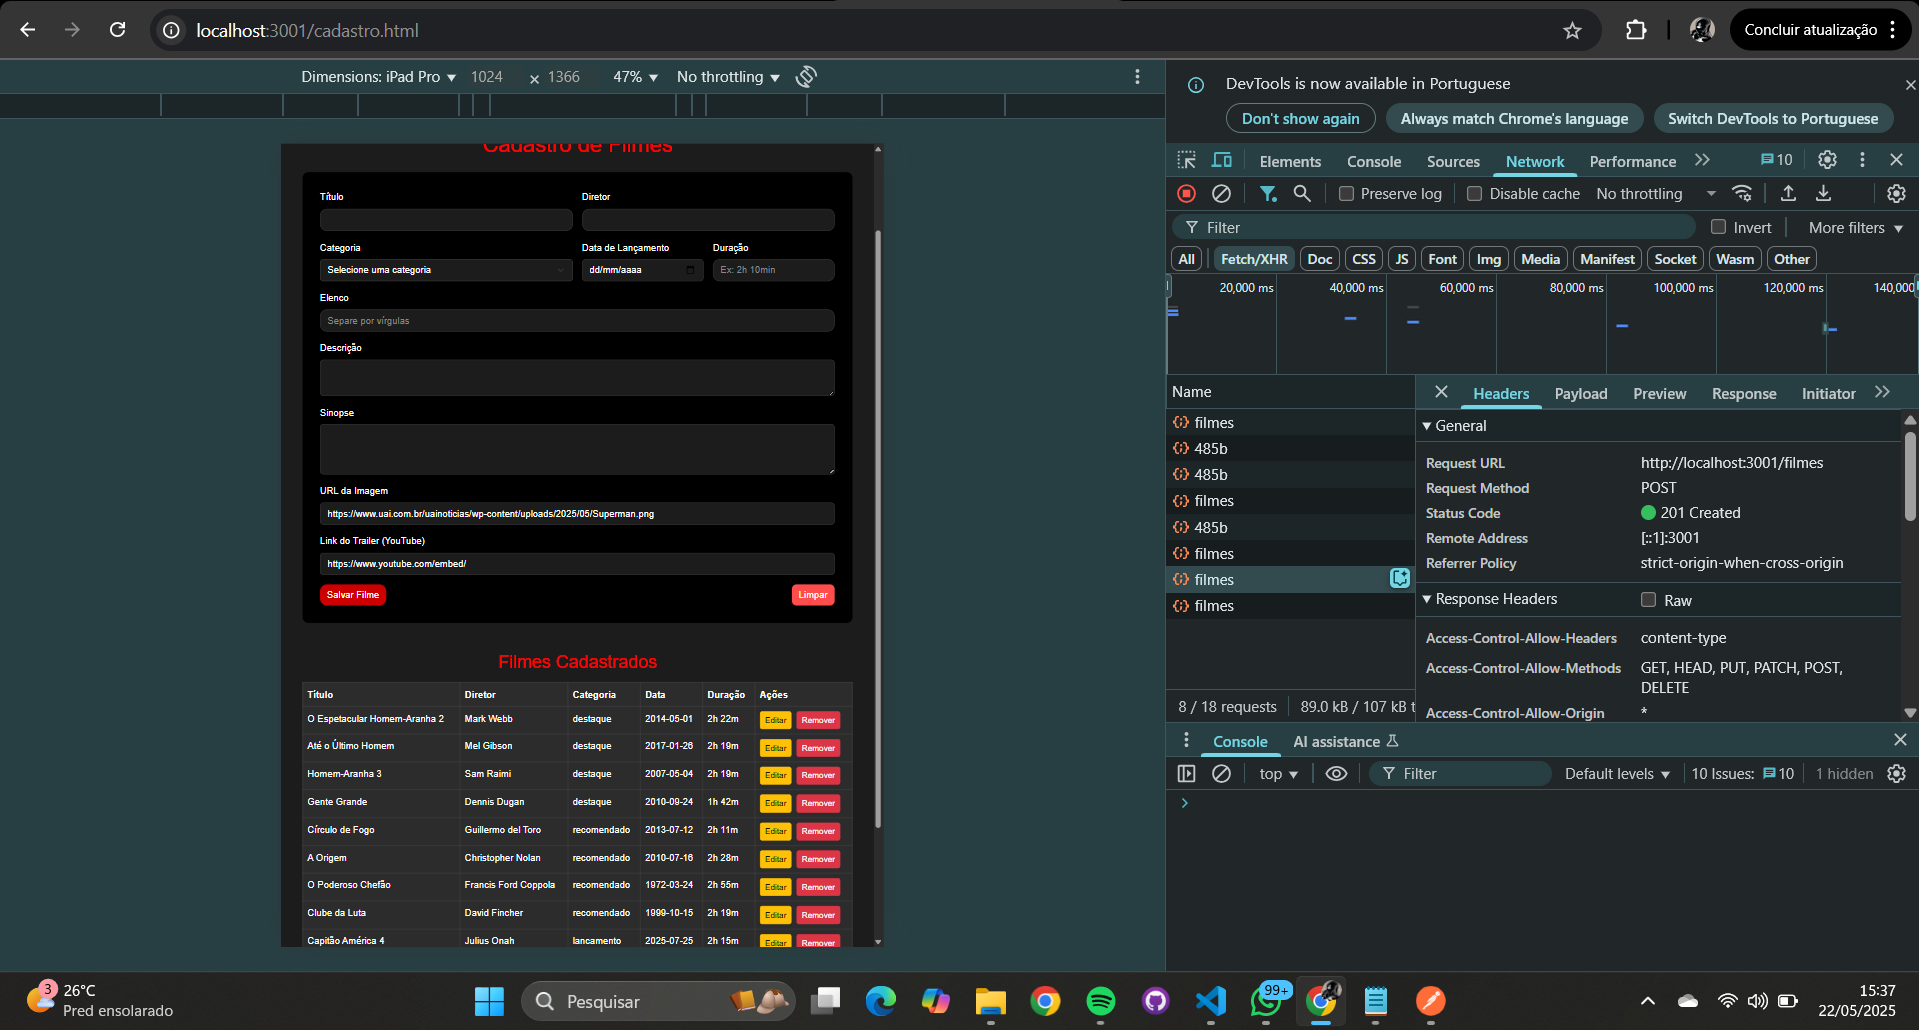 localhost:3001/cadastro.html
Concluir atualização
Dimensions: iPad Pro
1024
×
1366
47%
No throttling
Cadastro de Filmes
Título
Diretor
Categoria
Data de Lançamento
Duração
Selecione uma categoria
dd/mm/aaaa
Ex: 2h 10min
Elenco
Separe por vírgulas
Descrição
Sinopse
URL da Imagem
https://www.uai.com.br/uainoticias/wp-content/uploads/2025/05/Superman.png
Link do Trailer (YouTube)
https://www.youtube.com/embed/
Salvar Filme
Limpar
Filmes Cadastrados
Título Diretor Categoria Data Duração Ações
O Espetacular Homem-Aranha 2 Mark Webb destaque 2014-05-01 2h 22m Editar Remover
Até o Último Homem Mel Gibson destaque 2017-01-26 2h 19m Editar Remover
Homem-Aranha 3 Sam Raimi destaque 2007-05-04 2h 19m Editar Remover
Gente Grande Dennis Dugan destaque 2010-09-24 1h 42m Editar Remover
Círculo de Fogo Guillermo del Toro recomendado 2013-07-12 2h 11m Editar Remover
A Origem Christopher Nolan recomendado 2010-07-16 2h 28m Editar Remover
O Poderoso Chefão Francis Ford Coppola recomendado 1972-03-24 2h 55m Editar Remover
Clube da Luta David Fincher recomendado 1999-10-15 2h 19m Editar Remover
Capitão América 4 Julius Onah lancamento 2025-07-25 2h 15m Editar Remover
DevTools is now available in Portuguese
Don't show again
Always match Chrome's language
Switch DevTools to Portuguese
Elements Console Sources Network Performance
10
Preserve log
Disable cache
No throttling
Filter
Invert
More filters
All Fetch/XHR Doc CSS JS Font Img Media Manifest Socket Wasm Other
20,000 ms 40,000 ms 60,000 ms 80,000 ms 100,000 ms 120,000 ms 140,000
Name
filmes
485b
485b
filmes
485b
filmes
filmes
filmes
8 / 18 requests
89.0 kB / 107 kB t
Headers Payload Preview Response Initiator
General
Request URL http://localhost:3001/filmes
Request Method POST
Status Code 201 Created
Remote Address [::1]:3001
Referrer Policy strict-origin-when-cross-origin
Response Headers Raw
Access-Control-Allow-Headers content-type
Access-Control-Allow-Methods GET, HEAD, PUT, PATCH, POST,
DELETE
Access-Control-Allow-Origin *
Console
AI assistance
top
Filter
Default levels
10 Issues: 10
1 hidden
3
26°C
Pred ensolarado
Pesquisar
99+
15:37
22/05/2025